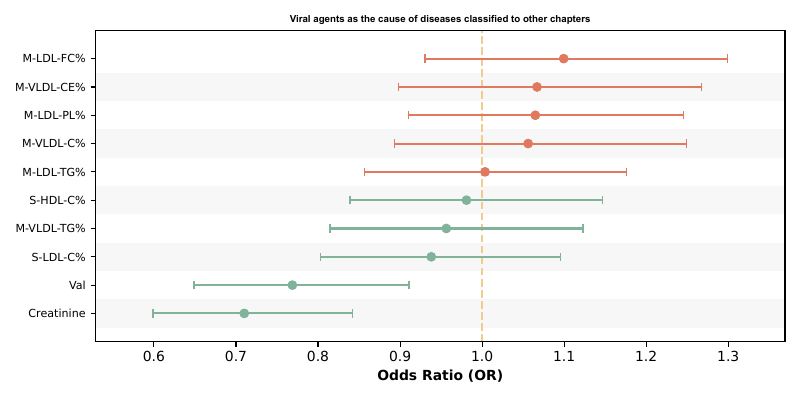 Viral agents as the cause of diseases classified to other chapters
M-LDL-FC%
M-VLDL-CE%
M-LDL-PL%
M-VLDL-C%
M-LDL-TG%
S-HDL-C%
M-VLDL-TG%
S-LDL-C%
Val
Creatinine
0.6 0.7 0.8 0.9 1.0 1.1 1.2 1.3
Odds Ratio (OR)